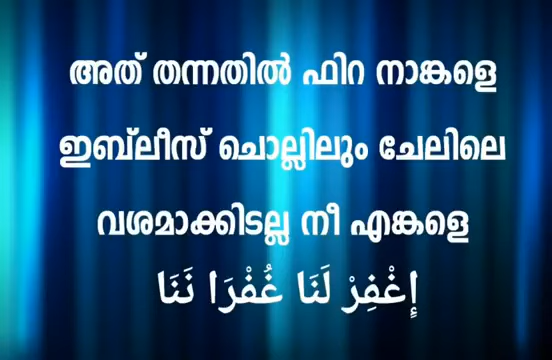 അത് തന്നതിൽ ഫിറ നാങ്കളെ
ഇബ്‌ലീസ് ചൊല്ലിലും ചേലിലെ
വശമാക്കിടല്ല നീ എങ്കളെ
إِغْفِرْ لَنَا غُفْرَا نَنَا